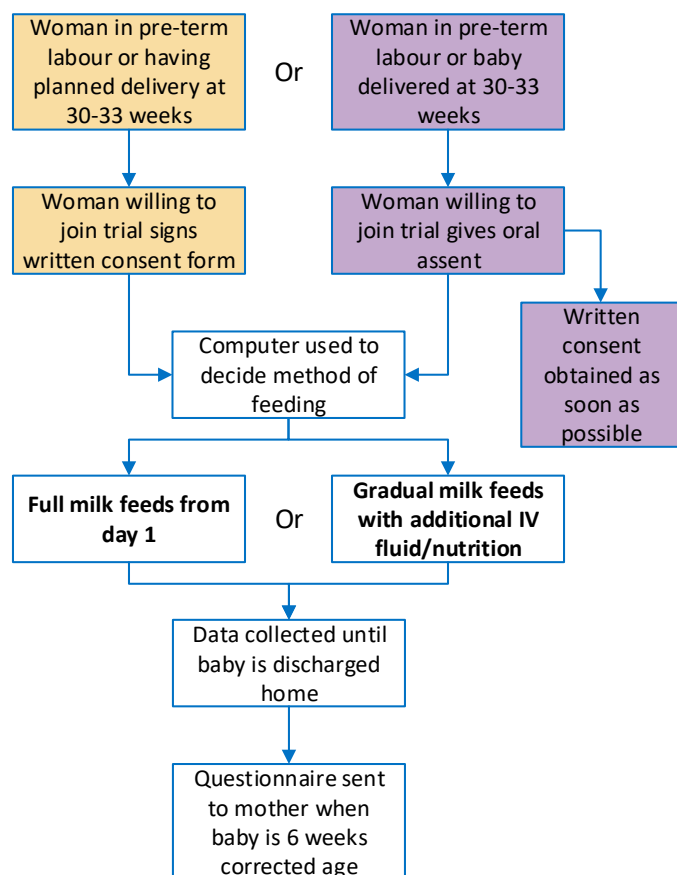 Woman in pre-term
labour or having
planned delivery at
30-33 weeks
Or
Woman in pre-term
labour or baby
delivered at 30-33
weeks
Woman willing to
join trial signs
written consent form
Woman willing to
join trial gives oral
assent
Written
consent
obtained as
soon as
possible
Computer used to
decide method of
feeding
Full milk feeds from
day 1
Or
Gradual milk feeds
with additional IV
fluid/nutrition
Data collected until
baby is discharged
home
Questionnaire sent
to mother when
baby is 6 weeks
corrected age